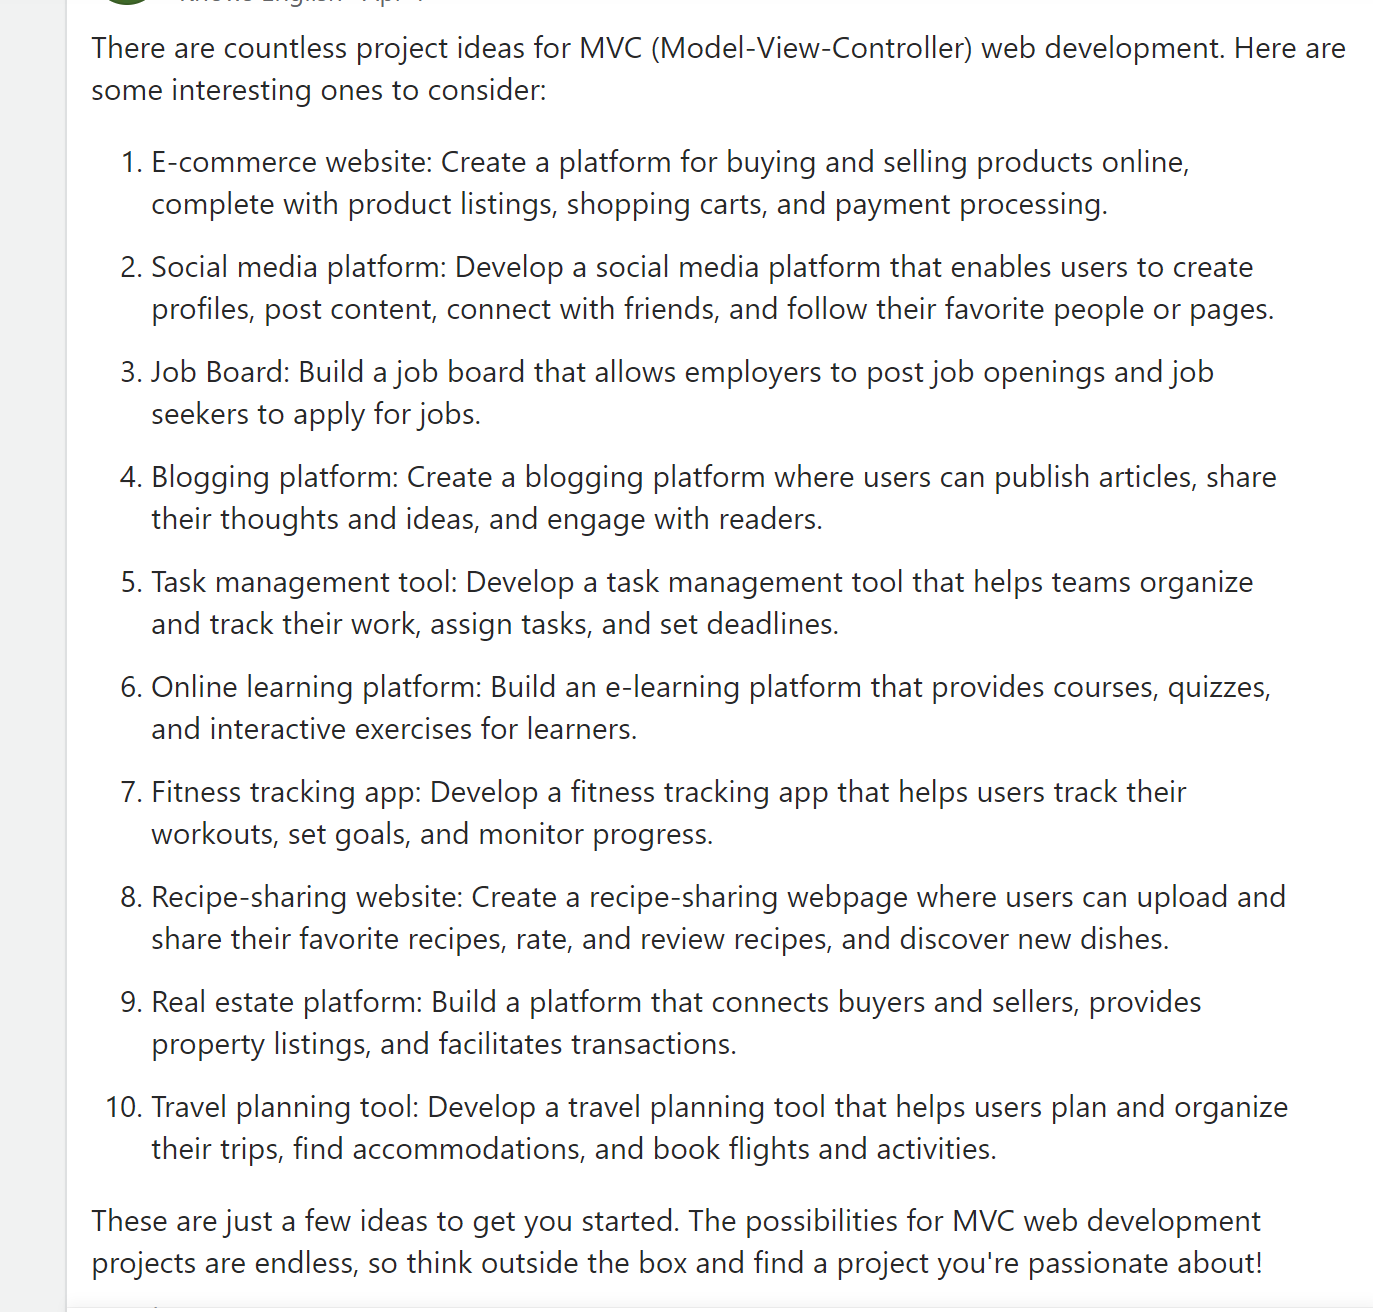 There are countless project ideas for MVC (Model-View-Controller) web development. Here are
some interesting ones to consider:
1. E-commerce website: Create a platform for buying and selling products online,
complete with product listings, shopping carts, and payment processing.
2. Social media platform: Develop a social media platform that enables users to create
profiles, post content, connect with friends, and follow their favorite people or pages.
3. Job Board: Build a job board that allows employers to post job openings and job
seekers to apply for jobs.
4. Blogging platform: Create a blogging platform where users can publish articles, share
their thoughts and ideas, and engage with readers.
5. Task management tool: Develop a task management tool that helps teams organize
and track their work, assign tasks, and set deadlines.
6. Online learning platform: Build an e-learning platform that provides courses, quizzes,
and interactive exercises for learners.
7. Fitness tracking app: Develop a fitness tracking app that helps users track their
workouts, set goals, and monitor progress.
8. Recipe-sharing website: Create a recipe-sharing webpage where users can upload and
share their favorite recipes, rate, and review recipes, and discover new dishes.
9. Real estate platform: Build a platform that connects buyers and sellers, provides
property listings, and facilitates transactions.
10. Travel planning tool: Develop a travel planning tool that helps users plan and organize
their trips, find accommodations, and book flights and activities.
These are just a few ideas to get you started. The possibilities for MVC web development
projects are endless, so think outside the box and find a project you're passionate about!